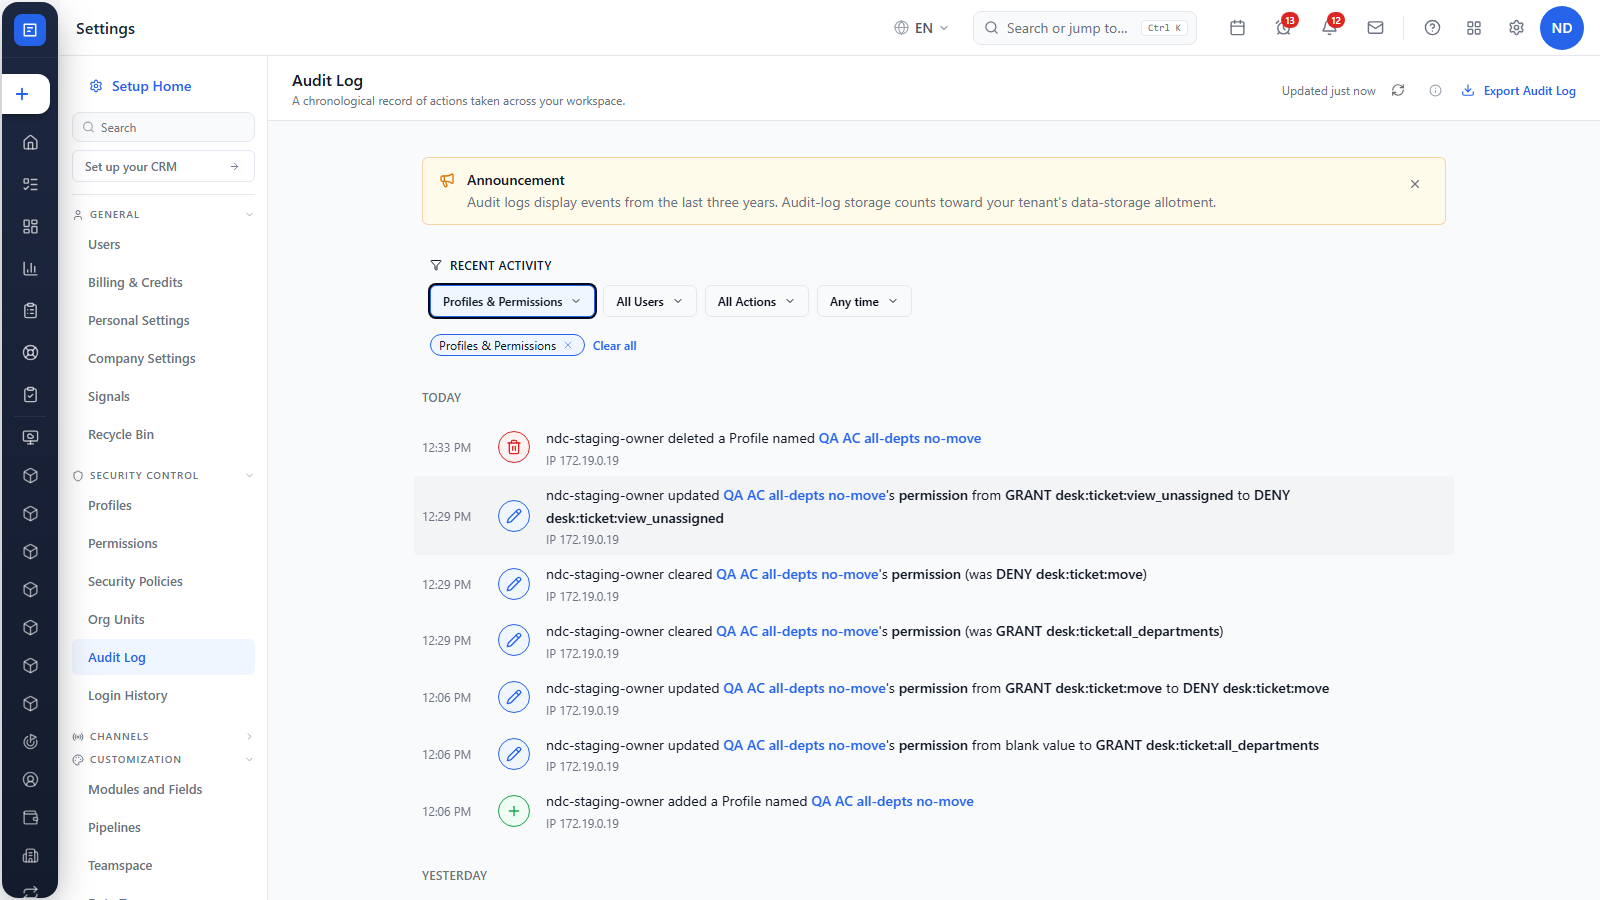 Settings
EN
Search or jump to...
Ctrl K
13
12
ND
Setup Home
Search
Set up your CRM
GENERAL
Users
Billing & Credits
Personal Settings
Company Settings
Signals
Recycle Bin
SECURITY CONTROL
Profiles
Permissions
Security Policies
Org Units
Audit Log
Login History
CHANNELS
CUSTOMIZATION
Modules and Fields
Pipelines
Teamspace
Audit Log
A chronological record of actions taken across your workspace.
Updated just now
Export Audit Log
Announcement
Audit logs display events from the last three years. Audit-log storage counts toward your tenant's data-storage allotment.
RECENT ACTIVITY
Profiles & Permissions
All Users
All Actions
Any time
Profiles & Permissions
Clear all
TODAY
12:33 PM
ndc-staging-owner deleted a Profile named QA AC all-depts no-move
IP 172.19.0.19
12:29 PM
ndc-staging-owner updated QA AC all-depts no-move's permission from GRANT desk:ticket:view_unassigned to DENY
desk:ticket:view_unassigned
IP 172.19.0.19
12:29 PM
ndc-staging-owner cleared QA AC all-depts no-move's permission (was DENY desk:ticket:move)
IP 172.19.0.19
12:29 PM
ndc-staging-owner cleared QA AC all-depts no-move's permission (was GRANT desk:ticket:all_departments)
IP 172.19.0.19
12:06 PM
ndc-staging-owner updated QA AC all-depts no-move's permission from GRANT desk:ticket:move to DENY desk:ticket:move
IP 172.19.0.19
12:06 PM
ndc-staging-owner updated QA AC all-depts no-move's permission from blank value to GRANT desk:ticket:all_departments
IP 172.19.0.19
12:06 PM
ndc-staging-owner added a Profile named QA AC all-depts no-move
IP 172.19.0.19
YESTERDAY